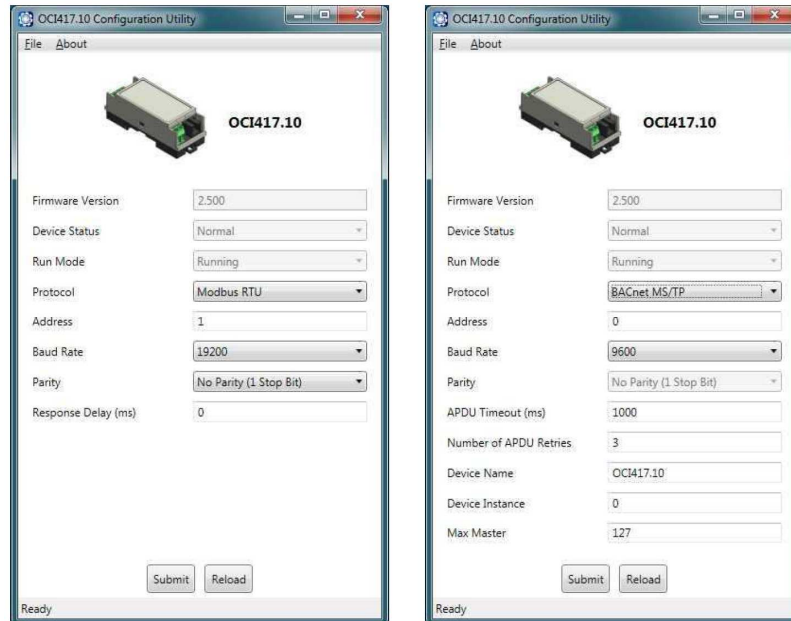 OCI417.10 Configuration Utility
File About
OCI417.10
Firmware Version 2.500
Device Status Normal
Run Mode Running
Protocol Modbus RTU
Address 1
Baud Rate 19200
Parity No Parity (1 Stop Bit)
Response Delay (ms) 0
Submit Reload
Ready
OCI417.10 Configuration Utility
File About
OCI417.10
Firmware Version 2.500
Device Status Normal
Run Mode Running
Protocol BACnet MS/TP
Address 0
Baud Rate 9600
Parity No Parity (1 Stop Bit)
APDU Timeout (ms) 1000
Number of APDU Retries 3
Device Name OCI417.10
Device Instance 0
Max Master 127
Submit Reload
Ready